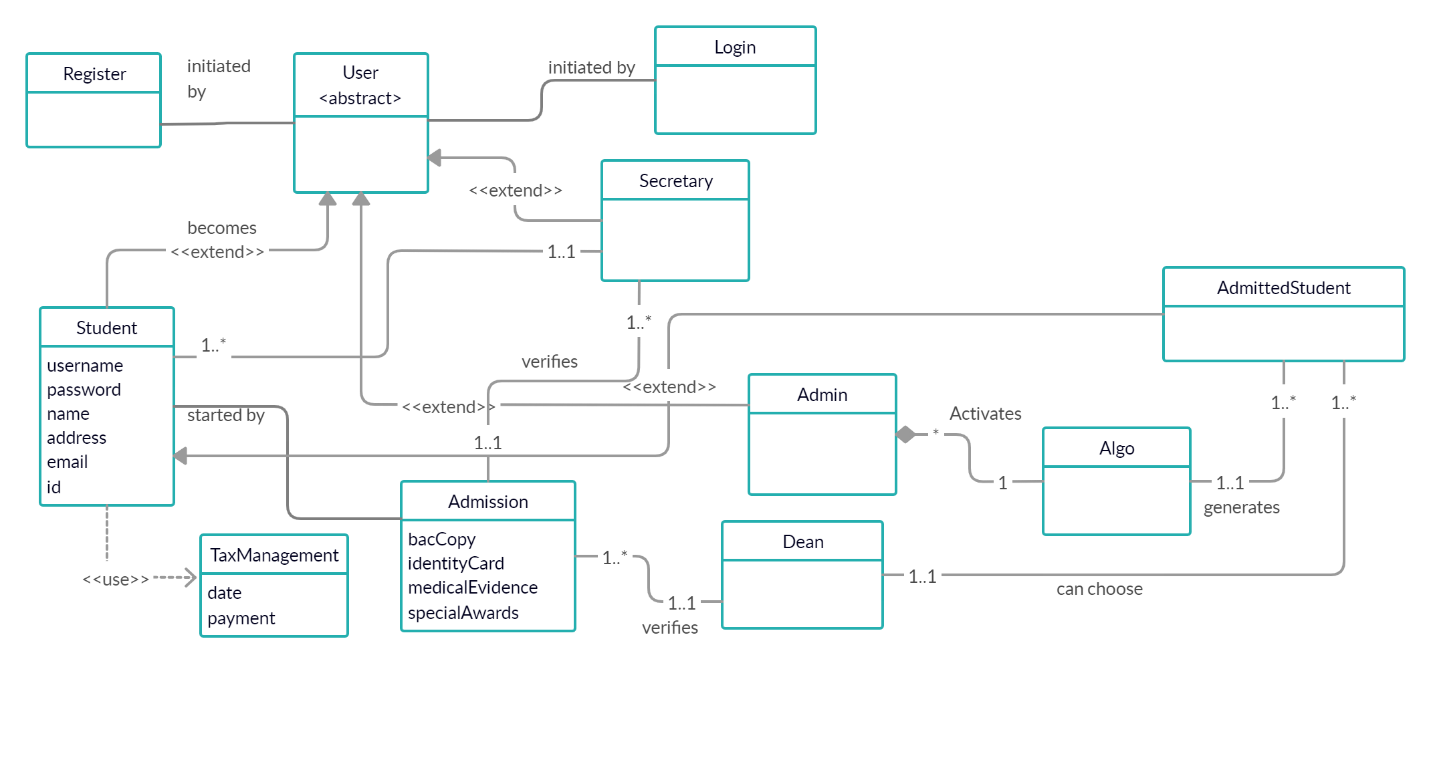 Login
initiated
by
User
<abstract>
initiated by
Register
Secretary
<<extend>>
becomes
<<extend>>
1..1
AdmittedStudent
Student
1..*
1..*
verifies
username
password
name
address
email
id
<<extend>>
<<extend>>
started by
Admin
1..*
1..*
Activates
*
1..1
Algo
1
1..1
generates
Admission
bacCopy
identityCard
medicalEvidence
specialAwards
Dean
1..*
1..1
verifies
1..1
can choose
TaxManagement
date
payment
<<use>>